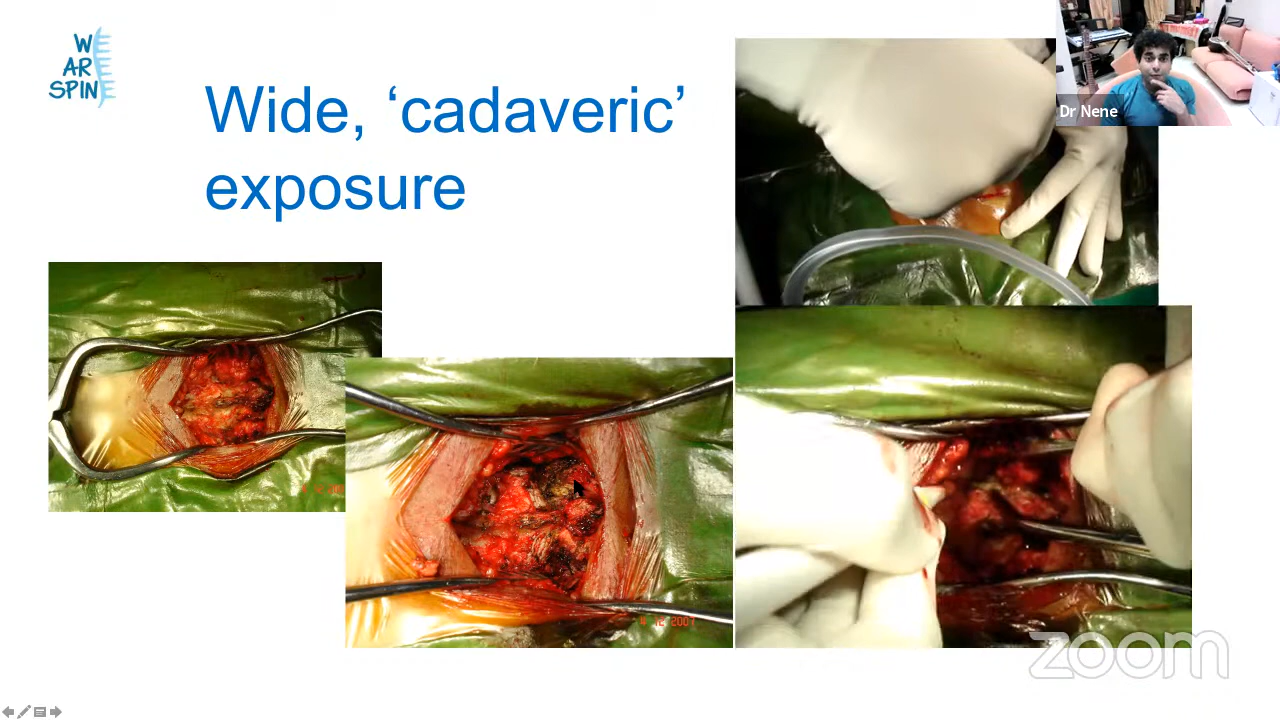 WE
ARE
SPINE
Wide, ‘cadaveric’
exposure
Dr Nene
zoom